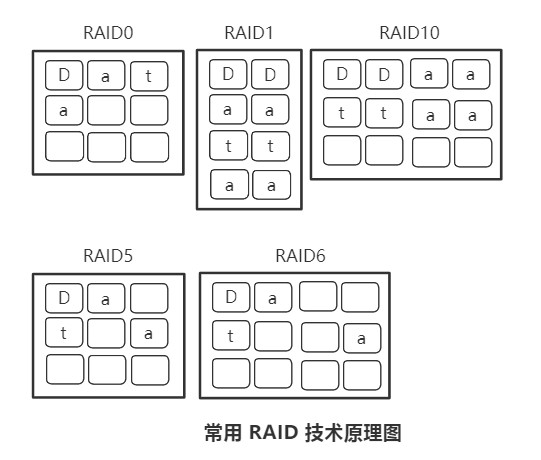 RAID0 RAID1 RAID10
D a t D D D D a a
a a a t t a a
t t
a a
RAID5 RAID6
D a D a
t a t a
常用 RAID 技术原理图